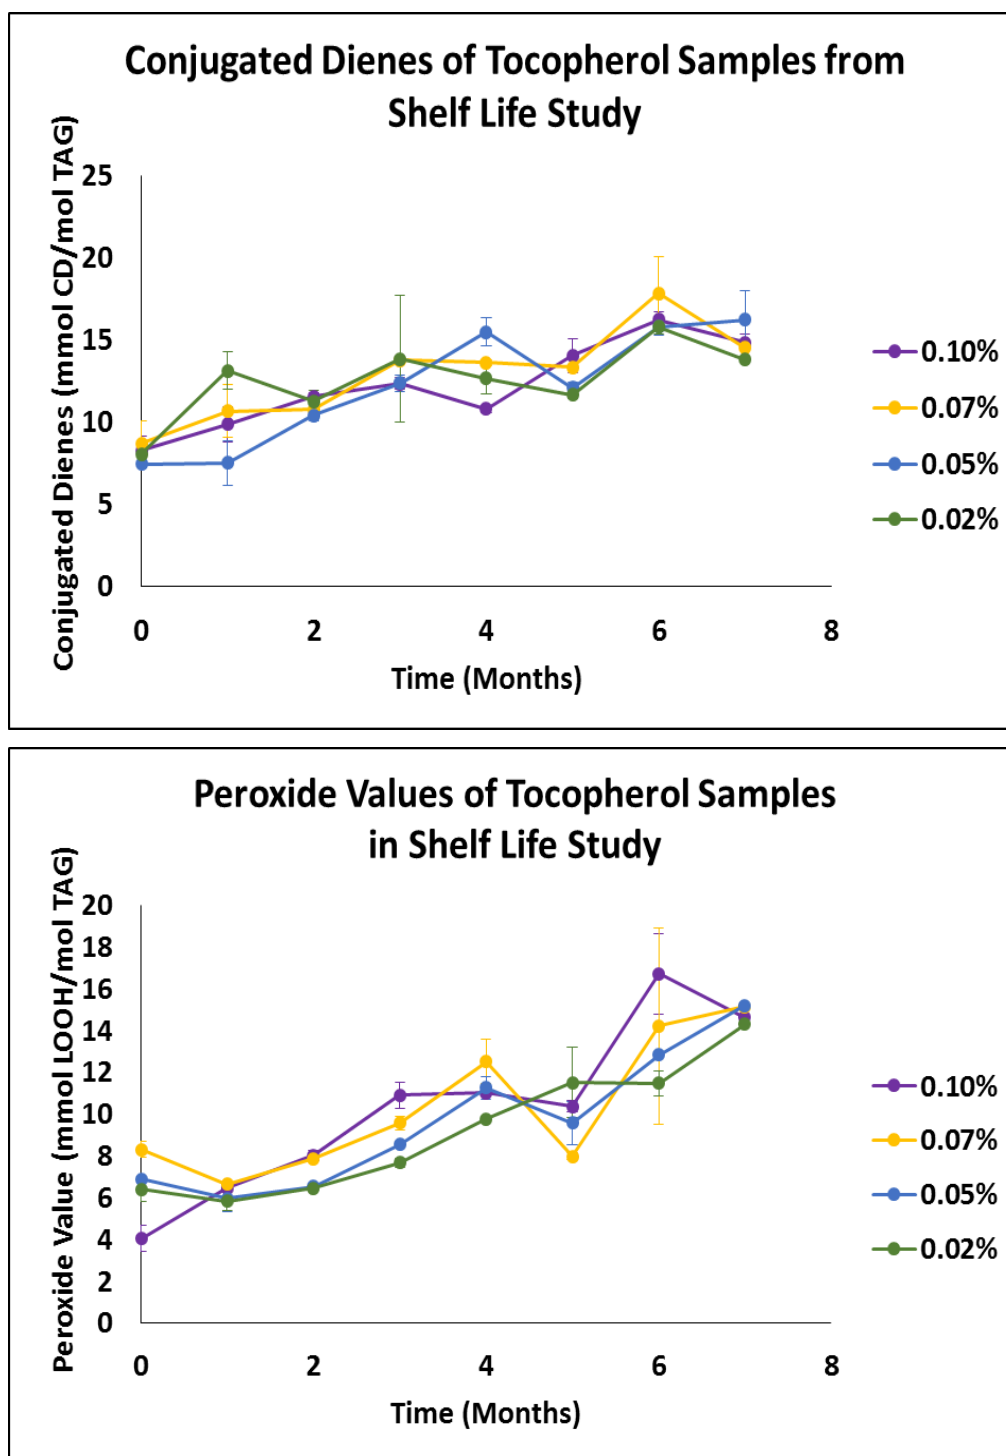 Conjugated Dienes of Tocopherol Samples from
Shelf Life Study
Conjugated Dienes (mmol CD/mol TAG)
25
20
15
10
5
0
0 2 4 6 8
Time (Months)
0.10%
0.07%
0.05%
0.02%
Peroxide Values of Tocopherol Samples
in Shelf Life Study
Peroxide Value (mmol LOOH/mol TAG)
20
18
16
14
12
10
8
6
4
2
0
0 2 4 6 8
Time (Months)
0.10%
0.07%
0.05%
0.02%